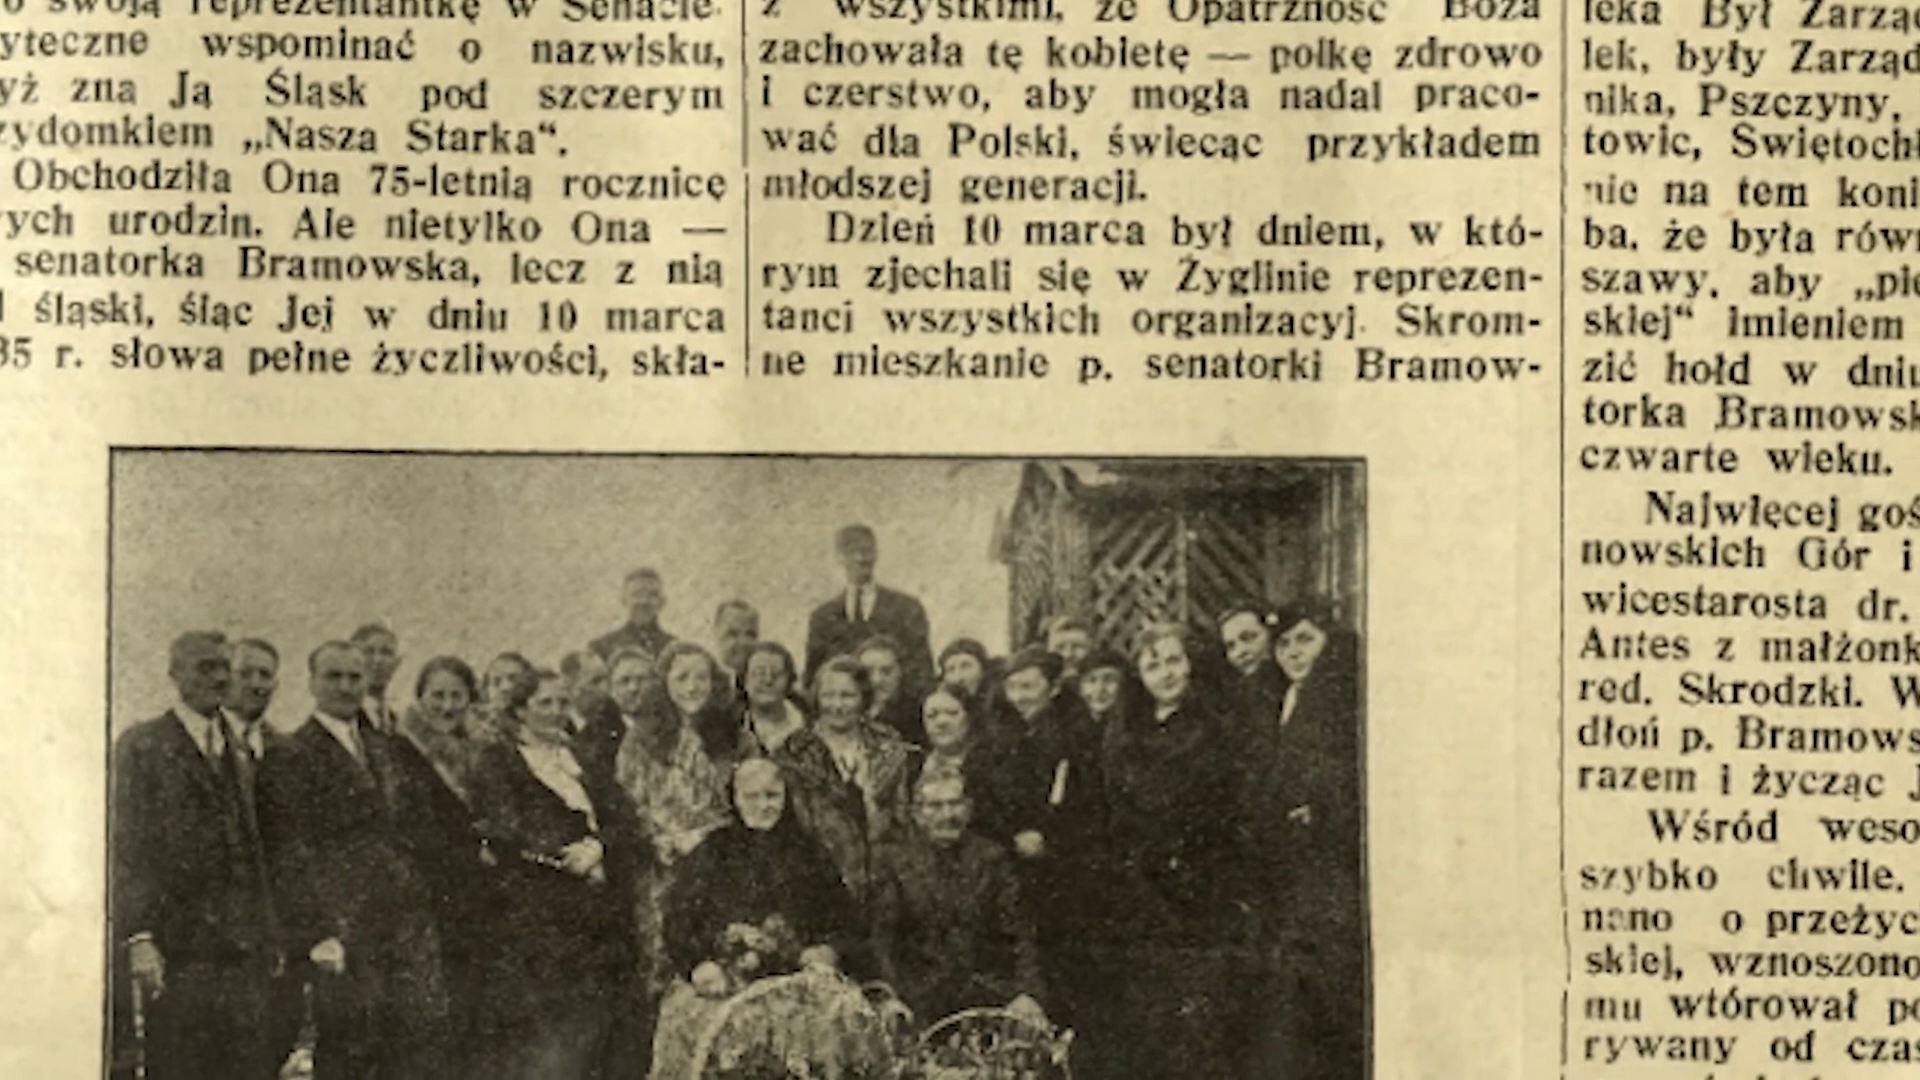 swoją reprezentantkę w Senacie.
yteczne wspominać o nazwisku,
yż zna Ją Śląsk pod szczerym
zydomkiem „Nasza Starka“.
Obchodziła Ona 75-letnią rocznicę
ych urodzin. Ale nietylko Ona —
senatorka Bramowska, lecz z nią
śląski, śląc Jej w dniu 10 marca
35 r. słowa pełne życzliwości, skła-
z wszystkimi, że Opatrzność Boża
zachowała tę kobietę — polkę zdrowo
i czerstwo, aby mogła nadal praco-
wać dla Polski, świecąc przykładem
młodszej generacji.
Dzień 10 marca był dniem, w któ-
rym zjechali się w Żyglinie reprezen-
tanci wszystkich organizacyj. Skrom-
ne mieszkanie p. senatorki Bramow-
leka Był Zarząd
lek, były Zarząd
nika, Pszczyny,
towic, Swiętochł
nie na tem koni
ba, że była równ
szawy, aby „pie
skiej“ imieniem
zić hołd w dniu
torka Bramowsk
czwarte wieku.
Najwięcej goś
nowskich Gór i
wicestarosta dr.
Antes z małżonk
red. Skrodzki. W
dłoń p. Bramows
razem i życząc J
Wśród weso
szybko chwile.
nano o przeżyc
skiej, wznoszono
mu wtórował po
rywany od czas